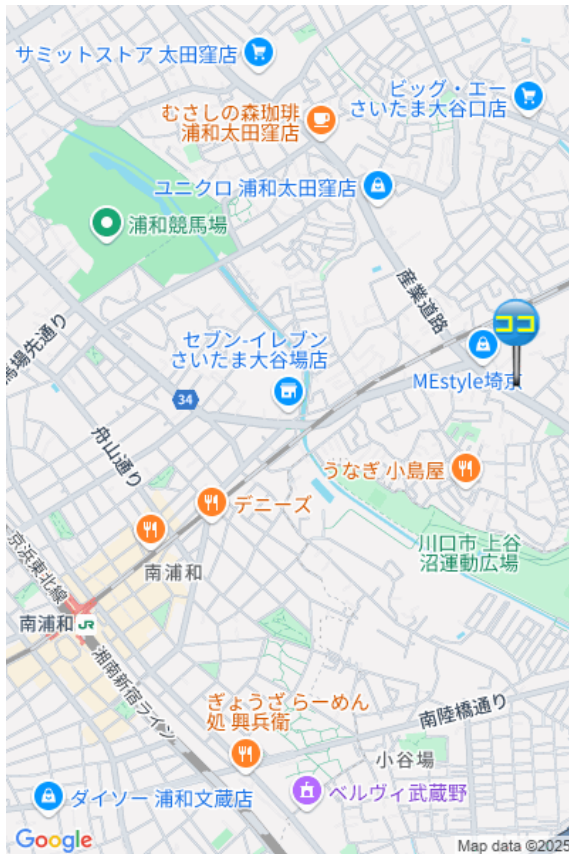 サミットストア 太田窪店
ビッグ・エー
さいたま大谷口店
むさしの森珈琲
浦和太田窪店
ユニクロ 浦和太田窪店
浦和競馬場
産業道路
ココ
馬場先通り
セブン-イレブン
さいたま大谷場店
MEstyle埼京
34
舟山通り
うなぎ 小島屋
デニーズ
川口市 上谷
沼運動広場
京浜東北線
南浦和
南浦和 JR
湘南新宿ライン
ぎょうざ らーめん
処 興兵衛
南陸橋通り
小谷場
ダイソー 浦和文蔵店
ベルヴィ武蔵野
Google
Map data ©2025